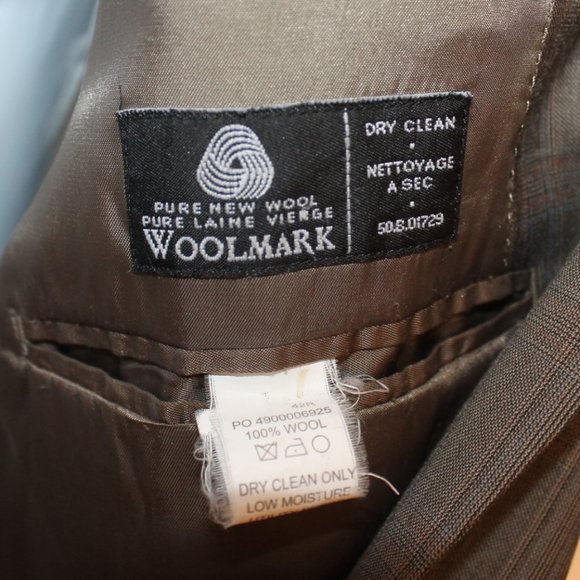 PURE NEW WOOL
PURE LAINE VIERGE
WOOLMARK
DRY CLEAN
•
NETTOYAGE
A SEC
•
50.8.01729
42R
PO 4900006925
100% WOOL
DRY CLEAN ONLY
LOW MOISTURE